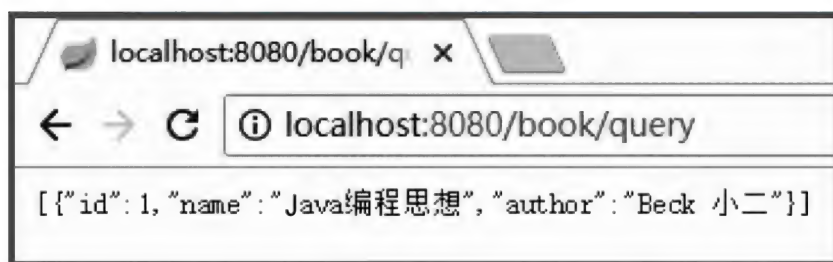 localhost:8080/book/q
localhost:8080/book/query
[{"id":1,"name":"Java编程思想","author":"Beck 小二"}]